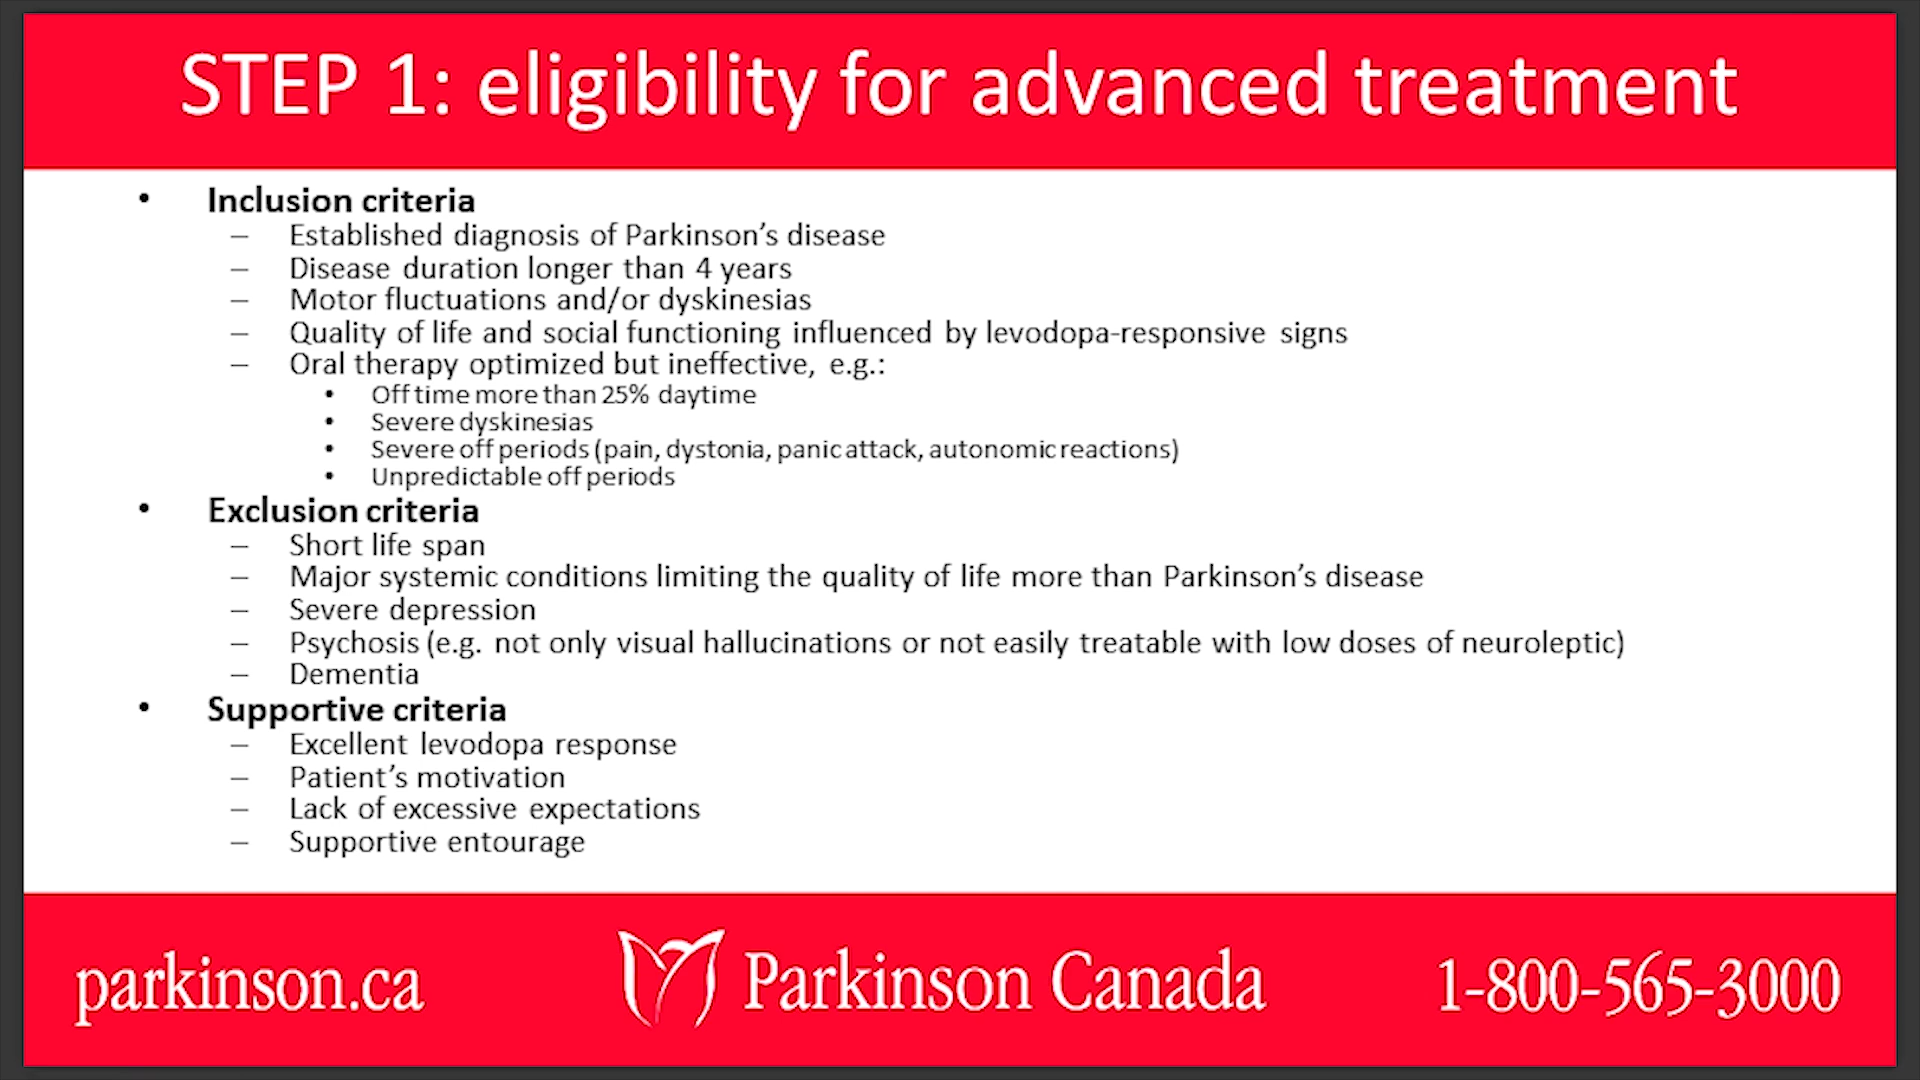 STEP 1: eligibility for advanced treatment
• Inclusion criteria
– Established diagnosis of Parkinson’s disease
– Disease duration longer than 4 years
– Motor fluctuations and/or dyskinesias
– Quality of life and social functioning influenced by levodopa-responsive signs
– Oral therapy optimized but ineffective, e.g.:
• Off time more than 25% daytime
• Severe dyskinesias
• Severe off periods (pain, dystonia, panic attack, autonomic reactions)
• Unpredictable off periods
• Exclusion criteria
– Short life span
– Major systemic conditions limiting the quality of life more than Parkinson’s disease
– Severe depression
– Psychosis (e.g. not only visual hallucinations or not easily treatable with low doses of neuroleptic)
– Dementia
• Supportive criteria
– Excellent levodopa response
– Patient’s motivation
– Lack of excessive expectations
– Supportive entourage
parkinson.ca
Parkinson Canada
1-800-565-3000